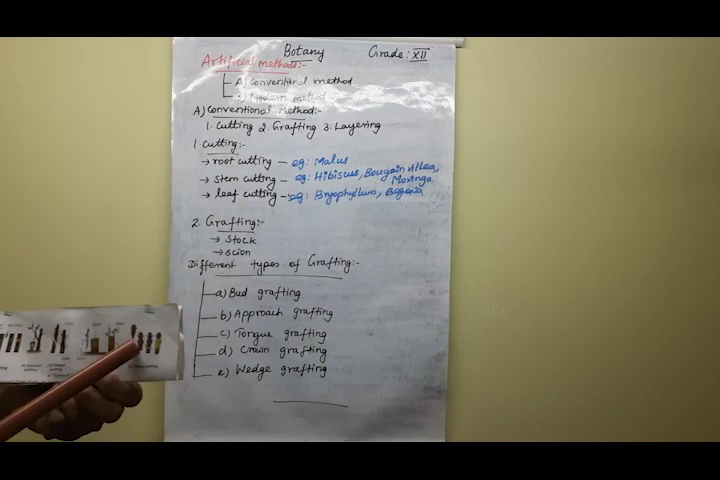 Botany Grade: XII
Artificial methods:-
A) Conventional method
B) Modern method
A) Conventional method:-
1. Cutting 2. Grafting 3. Layering
1. Cutting:-
→ root cutting – eg: Malus
→ stem cutting – eg: Hibiscus, Bougainvillea, Moringa
→ leaf cutting – eg: Bryophyllum, Begonia
2. Grafting:-
→ Stock
→ scion
Different types of Grafting:-
a) Bud grafting
b) Approach grafting
c) Tongue grafting
d) Crown grafting
e) Wedge grafting